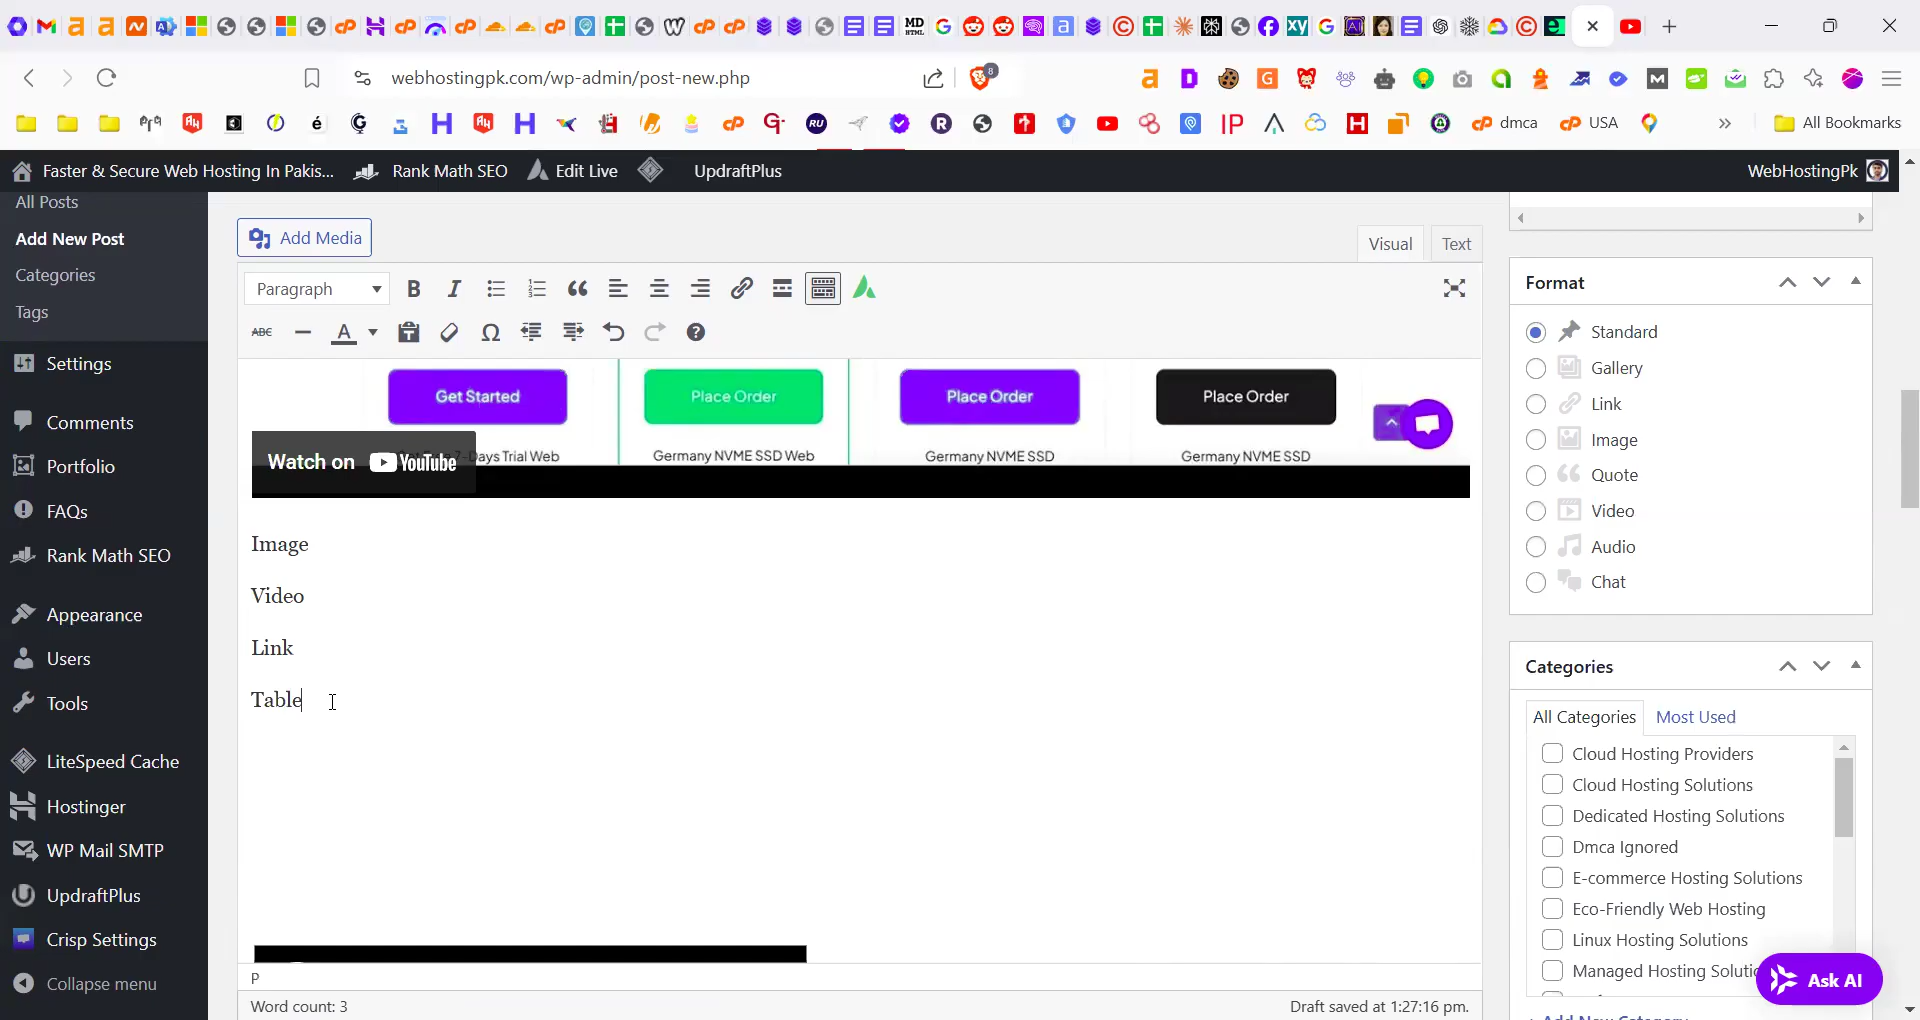 webhostingpk.com/wp-admin/post-new.php
8
dmca
USA
All Bookmarks
Faster & Secure Web Hosting In Pakis...
Rank Math SEO
Edit Live
UpdraftPlus
WebHostingPk
All Posts
Add New Post
Categories
Tags
Settings
Comments
Portfolio
FAQs
Rank Math SEO
Appearance
Users
Tools
LiteSpeed Cache
Hostinger
WP Mail SMTP
UpdraftPlus
Crisp Settings
Collapse menu
Add Media
Visual
Text
Paragraph
Get Started
Place Order
Place Order
Place Order
Watch on YouTube
7-Days Trial Web
Germany NVME SSD Web
Germany NVME SSD
Germany NVME SSD
Image
Video
Link
Table
P
Word count: 3
Draft saved at 1:27:16 pm.
Format
Standard
Gallery
Link
Image
Quote
Video
Audio
Chat
Categories
All Categories
Most Used
Cloud Hosting Providers
Cloud Hosting Solutions
Dedicated Hosting Solutions
Dmca Ignored
E-commerce Hosting Solutions
Eco-Friendly Web Hosting
Linux Hosting Solutions
Managed Hosting
Ask AI